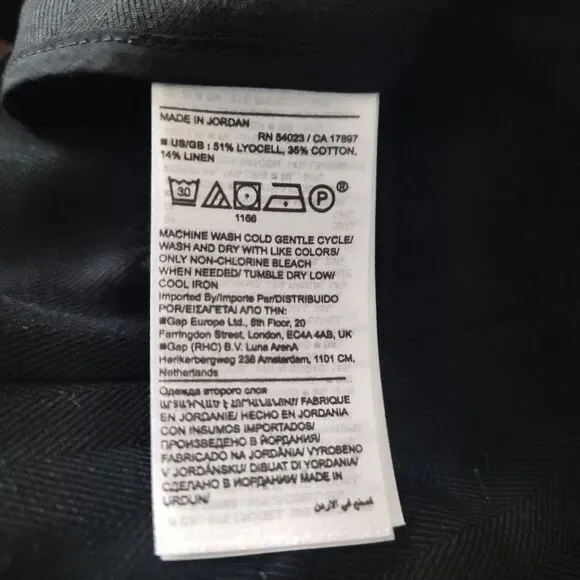 MADE IN JORDAN
RN 54023 / CA 17897
■ US/GB : 51% LYOCELL, 35% COTTON,
14% LINEN
30 P ®
1166
MACHINE WASH COLD GENTLE CYCLE/
WASH AND DRY WITH LIKE COLORS/
ONLY NON-CHLORINE BLEACH
WHEN NEEDED/ TUMBLE DRY LOW/
COOL IRON
Imported By/Importe Par/DISTRIBUIDO
POR/ΕΙΣΑΓΕΤΑΙ ΑΠΟ ΤΗΝ:
■Gap Europe Ltd., 8th Floor, 20
Farringdon Street, London, EC4A 4AB, UK
■Gap (RHC) B.V. Luna ArenA
Herikerbergweg 238 Amsterdam, 1101 CM,
Netherlands
Одежда второго слоя
FABRIQUE
EN JORDANIE/ HECHO EN JORDANIA
CON INSUMOS IMPORTADOS/
ПРОИЗВЕДЕНО В ЙОРДАНИЯ/
FABRICADO NA JORDÂNIA/ VYROBENO
V JORDÁNSKU/ DIBUAT DI YORDANIA/
СДЕЛАНО В ИОРДАНИИ/ MADE IN
URDUN/
صنع في الاردن